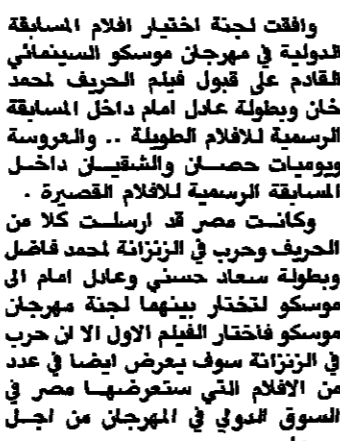 وافقت لجنة اختيار افلام المسابقة
الدولية في مهرجان موسكو السينمائي
القادم على قبول فيلم الحريف لمحمد
خان وبطولة عادل امام داخل المسابقة
الرسمية للافلام الطويلة .. والعروسة
ويوميات حصان والشقيان داخل
المسابقة الرسمية للافلام القصيرة .
وكانت مصر قد ارسلت كلا من
الحريف وحرب في الزنزانة لمحمد فاضل
وبطولة سعاد حسني وعادل امام الى
موسكو لتختار بينهما لجنة مهرجان
موسكو فاختار الفيلم الاول الا ان حرب
في الزنزانة سوف يعرض ايضا في عدد
من الافلام التي ستعرضها مصر في
السوق الدولي في المهرجان من اجل